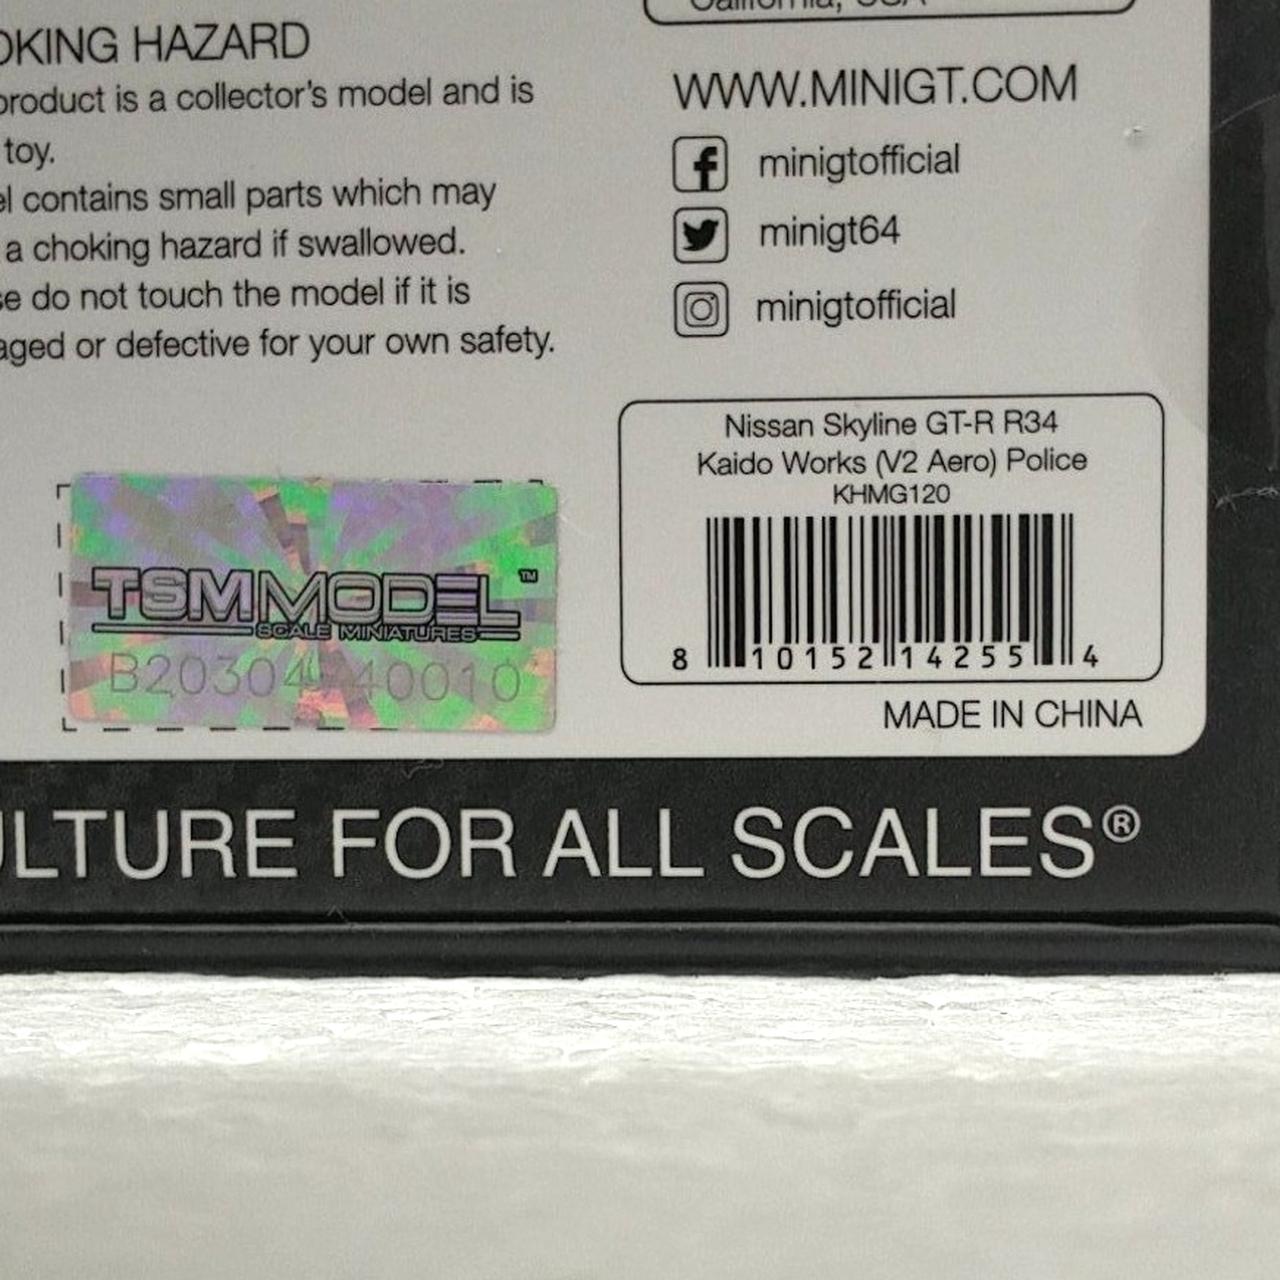 OKING HAZARD
product is a collector's model and is
toy.
el contains small parts which may
a choking hazard if swallowed.
se do not touch the model if it is
aged or defective for your own safety.
California, USA
WWW.MINIGT.COM
minigtofficial
minigt64
minigtofficial
Nissan Skyline GT-R R34
Kaido Works (V2 Aero) Police
KHMG120
8 10152 14255 4
MADE IN CHINA
TSMMODEL™
SCALE MINIATURES
ULTURE FOR ALL SCALES®